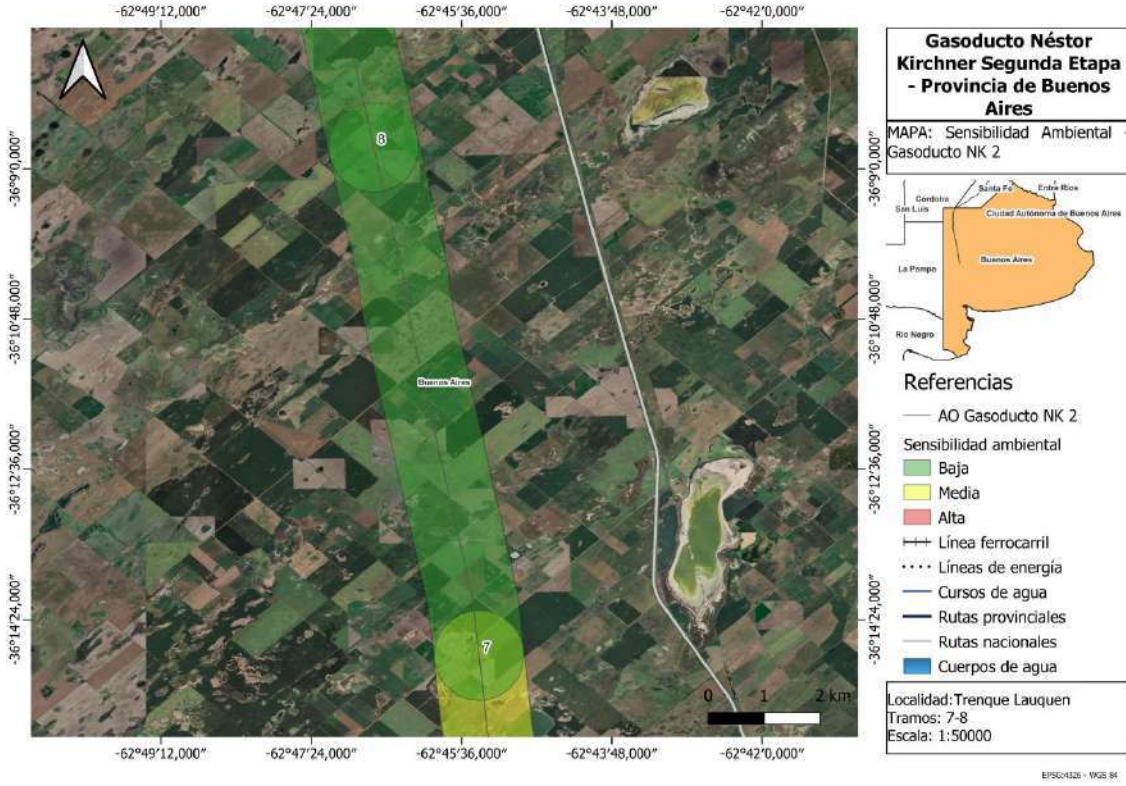 -62°49'12,000"
-62°47'24,000"
-62°45'36,000"
-62°43'48,000"
-62°42'0,000"
-36°9'0,000"
-36°10'48,000"
-36°12'36,000"
-36°14'24,000"
8
Buenos Aires
7
0 1 2 km
-36°9'0,000"
-36°10'48,000"
-36°12'36,000"
-36°14'24,000"
-62°49'12,000"
-62°47'24,000"
-62°45'36,000"
-62°43'48,000"
-62°42'0,000"
Gasoducto Néstor
Kirchner Segunda Etapa
- Provincia de Buenos
Aires
MAPA: Sensibilidad Ambiental -
Gasoducto NK 2
Santa Fe
Entre Ríos
Córdoba
San Luis
Ciudad Autónoma de Buenos Aires
Buenos Aires
La Pampa
Río Negro
Referencias
AO Gasoducto NK 2
Sensibilidad ambiental
Baja
Media
Alta
Línea ferrocarril
Líneas de energía
Cursos de agua
Rutas provinciales
Rutas nacionales
Cuerpos de agua
Localidad:Trenque Lauquen
Tramos: 7-8
Escala: 1:50000
EPSG:4326 - WGS 84